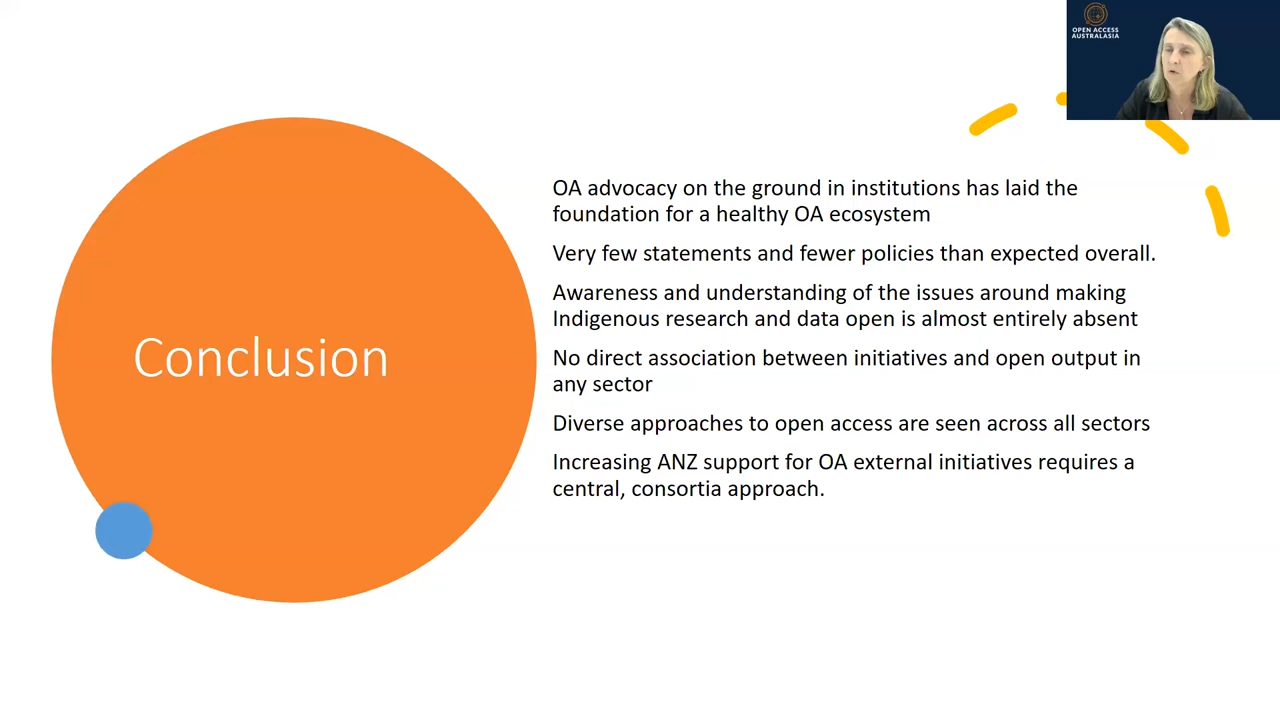 OPEN ACCESS
AUSTRALASIA
Conclusion
OA advocacy on the ground in institutions has laid the
foundation for a healthy OA ecosystem
Very few statements and fewer policies than expected overall.
Awareness and understanding of the issues around making
Indigenous research and data open is almost entirely absent
No direct association between initiatives and open output in
any sector
Diverse approaches to open access are seen across all sectors
Increasing ANZ support for OA external initiatives requires a
central, consortia approach.